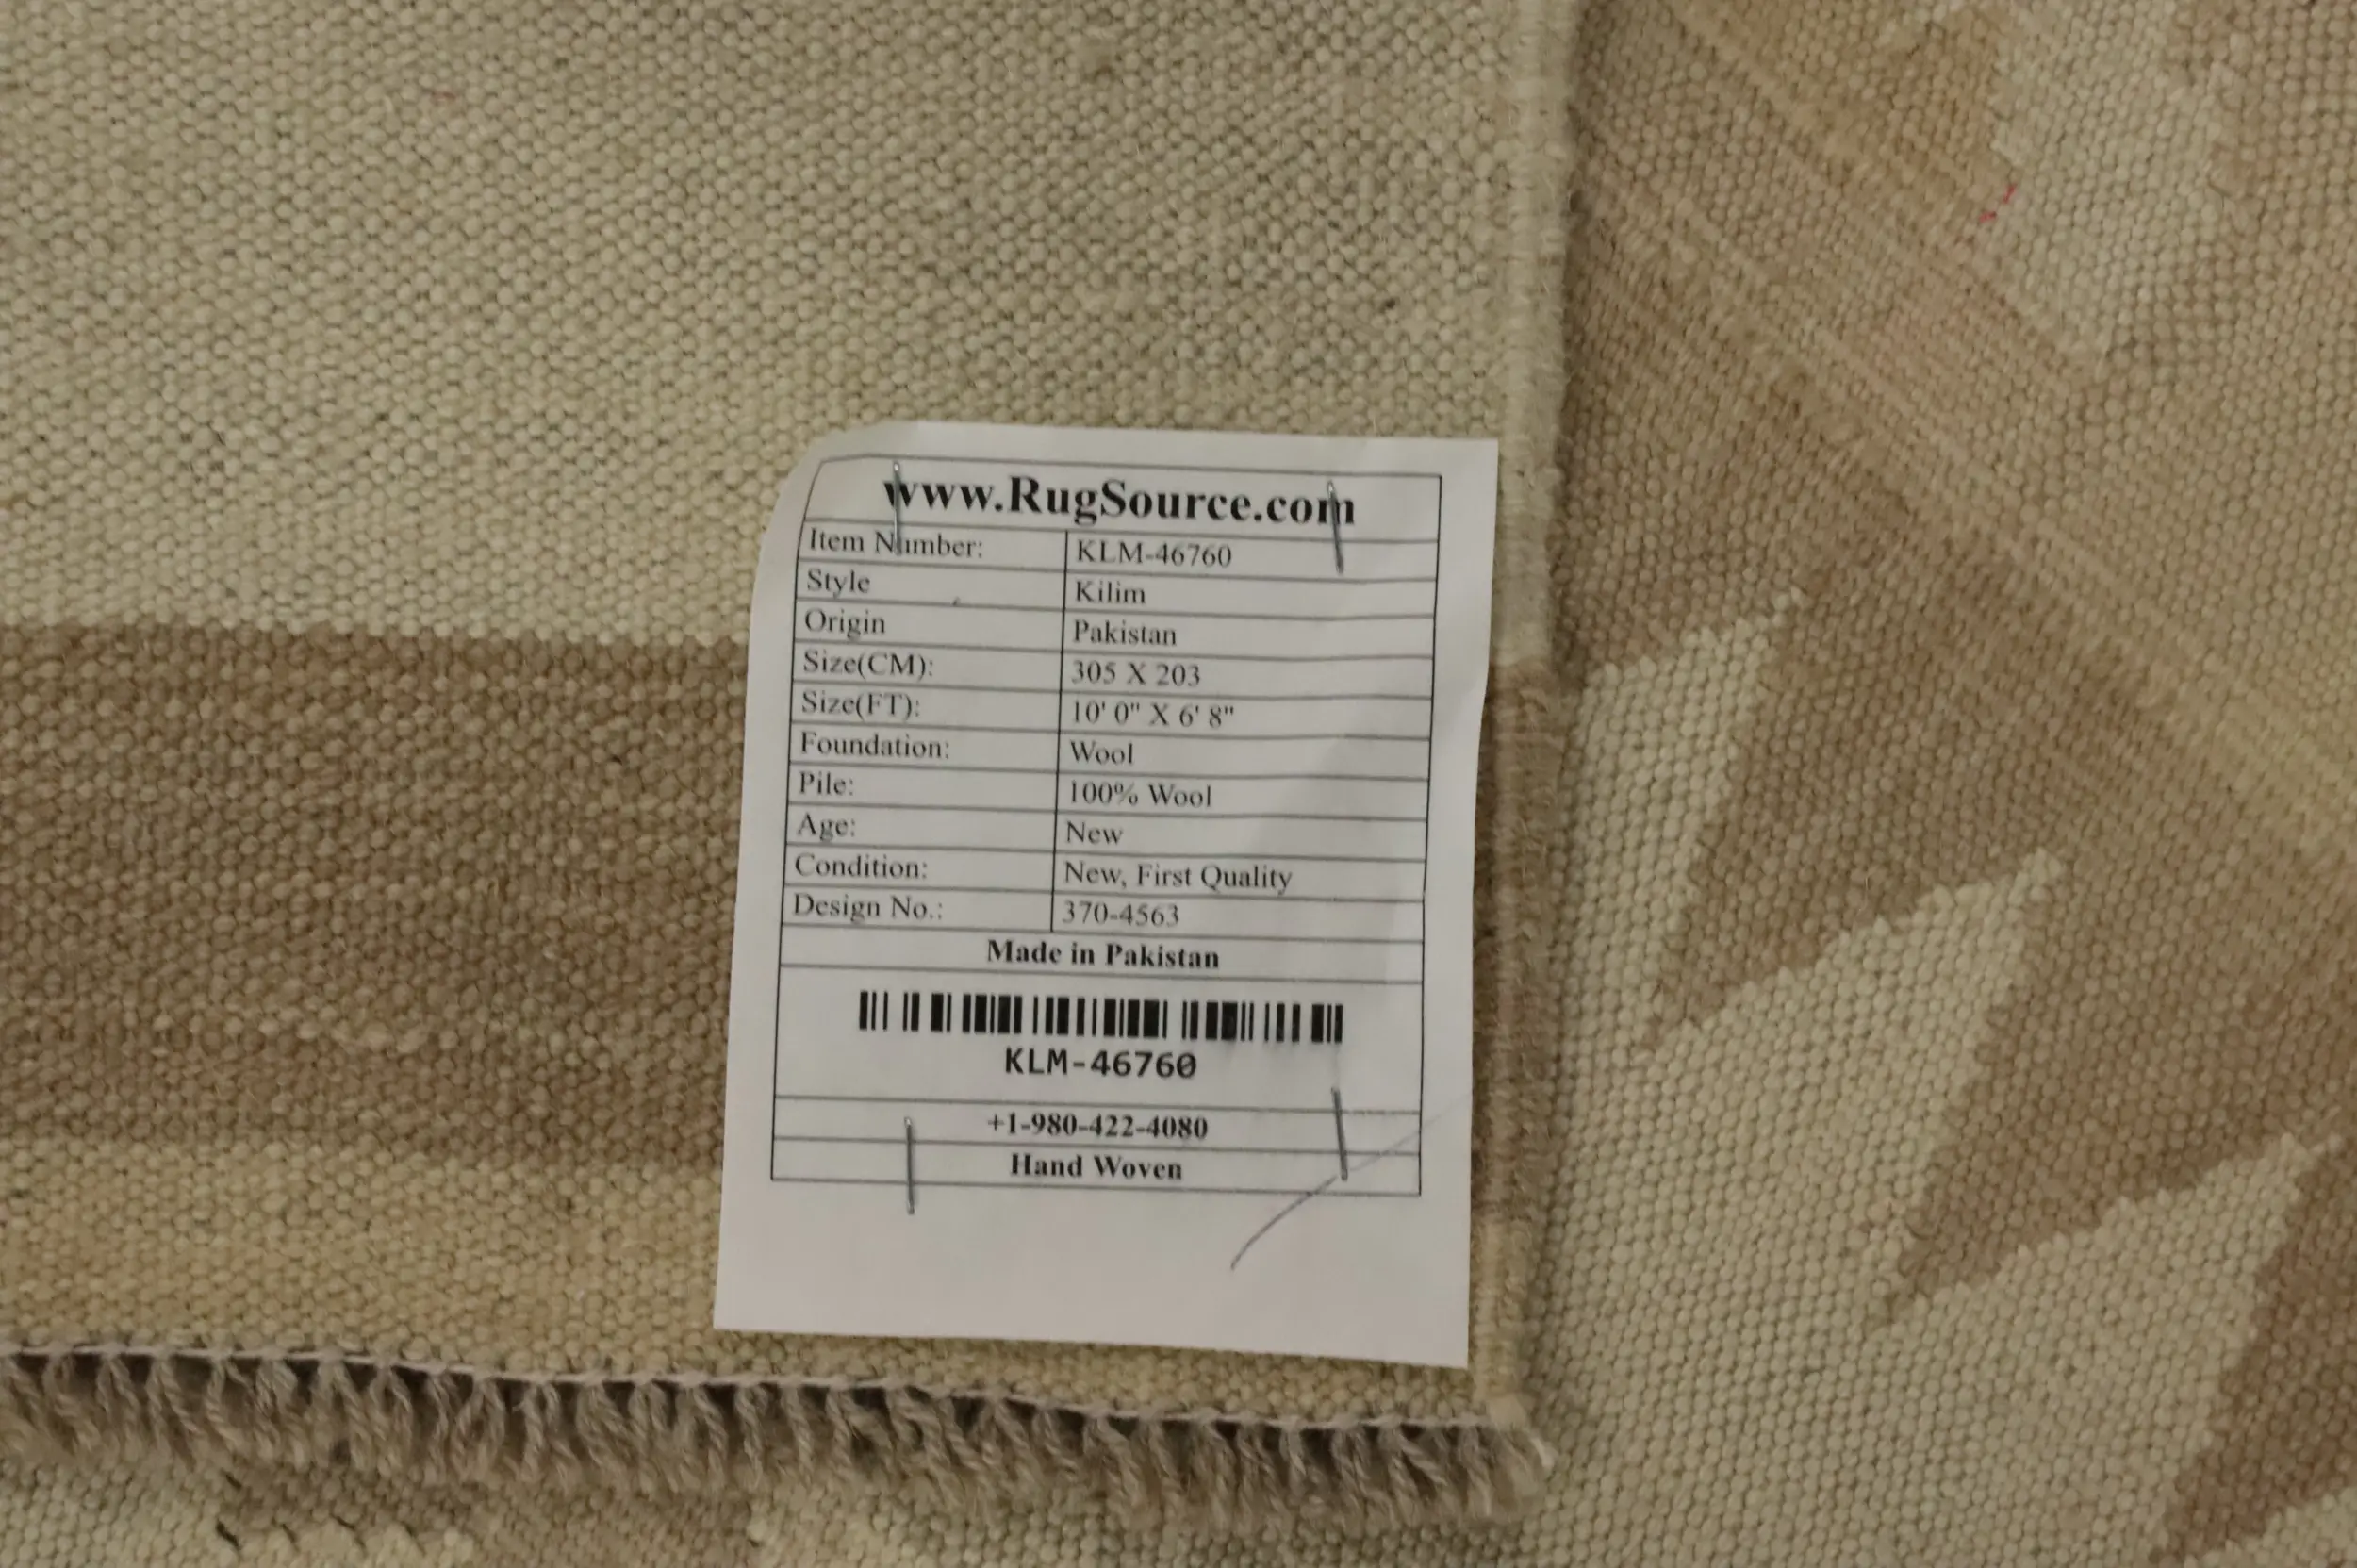 www.RugSource.com
Item Number: KLM-46760
Style Kilim
Origin Pakistan
Size(CM): 305 X 203
Size(FT): 10' 0" X 6' 8"
Foundation: Wool
Pile: 100% Wool
Age: New
Condition: New, First Quality
Design No.: 370-4563
Made in Pakistan
KLM-46760
+1-980-422-4080
Hand Woven